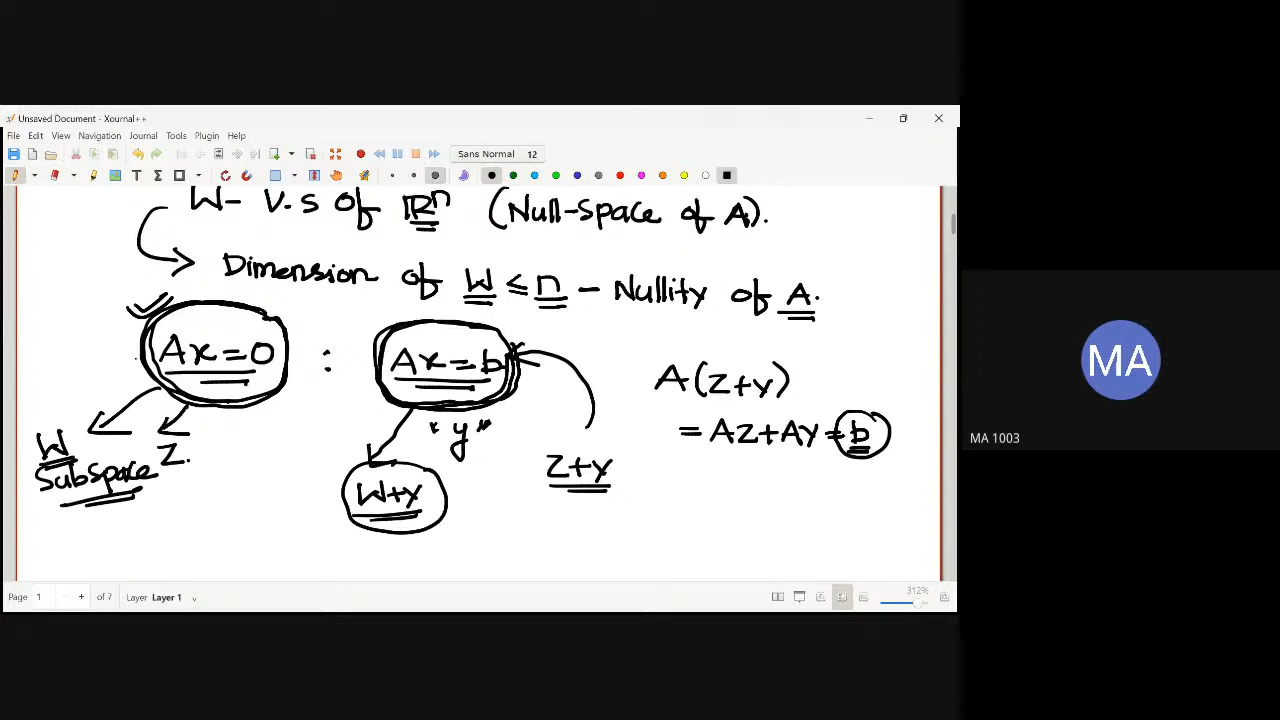 Unsaved Document - Xournal++
File Edit View Navigation Journal Tools Plugin Help
Sans Normal 12
W- V.S of Rⁿ (Null-Space of A).
Dimension of W ≤ n - Nullity of A.
Ax=0 : Ax=b
A(z+y)
= Az+Ay=b
W z. "y"
Subspace
z+y
W+y
MA
MA 1003
Page 1 of 7 Layer Layer 1 312%